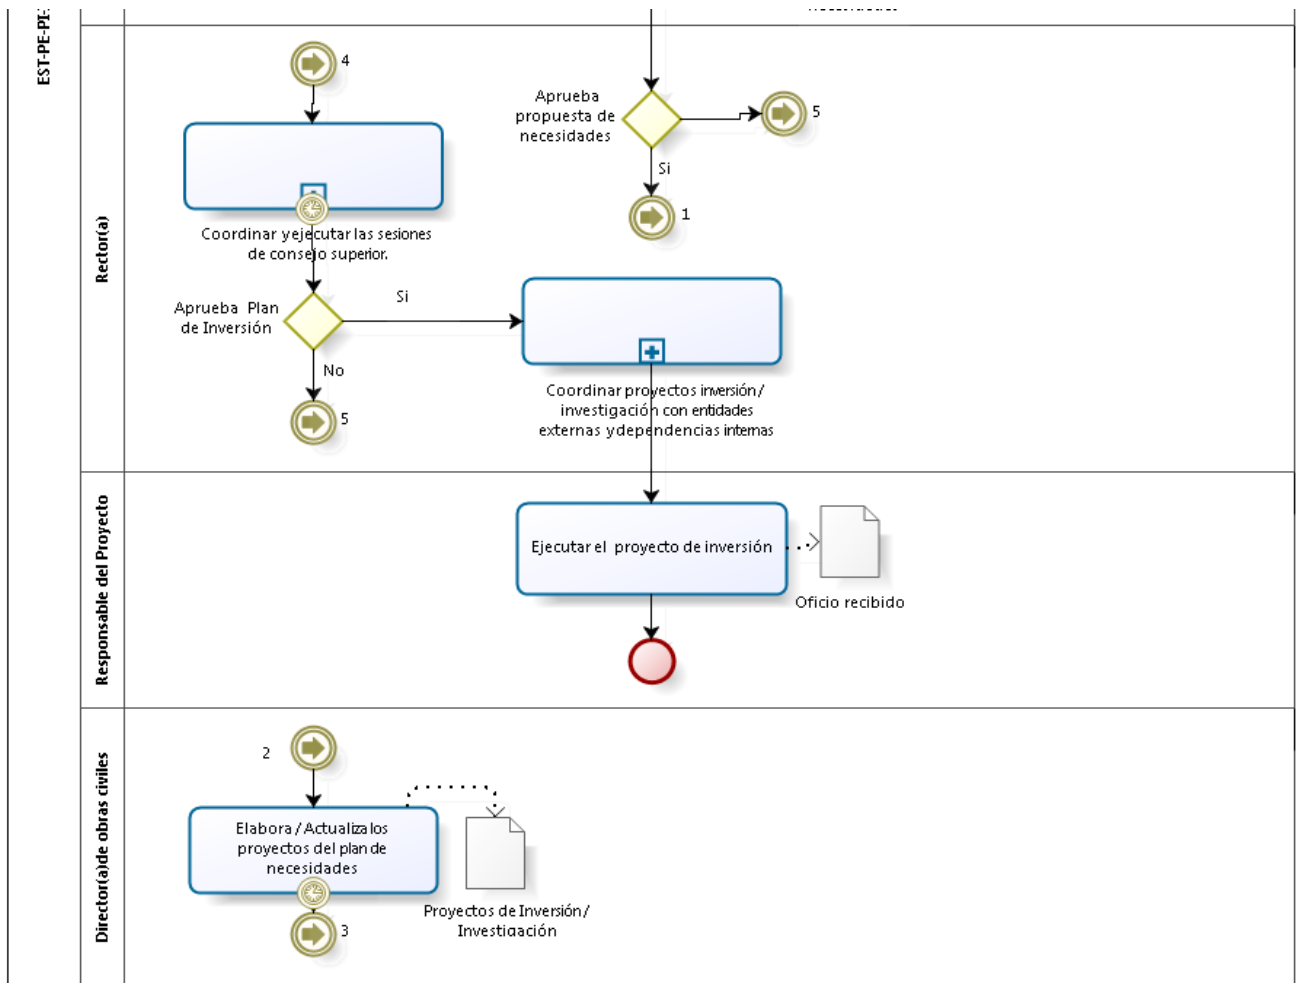 EST-PE-PI-
Rector(a)
4
Aprueba
propuesta de
necesidades
5
Si
1
Coordinar y ejecutar las sesiones
de consejo superior.
Aprueba Plan
de Inversión
Si
No
5
Coordinar proyectos inversión/
investigación con entidades
externas y dependencias internas
Responsable del Proyecto
Ejecutar el proyecto de inversión
Oficio recibido
Director(a)de obras civiles
2
Elabora / Actualiza los
proyectos del plan de
necesidades
Proyectos de Inversión/
Investigación
3